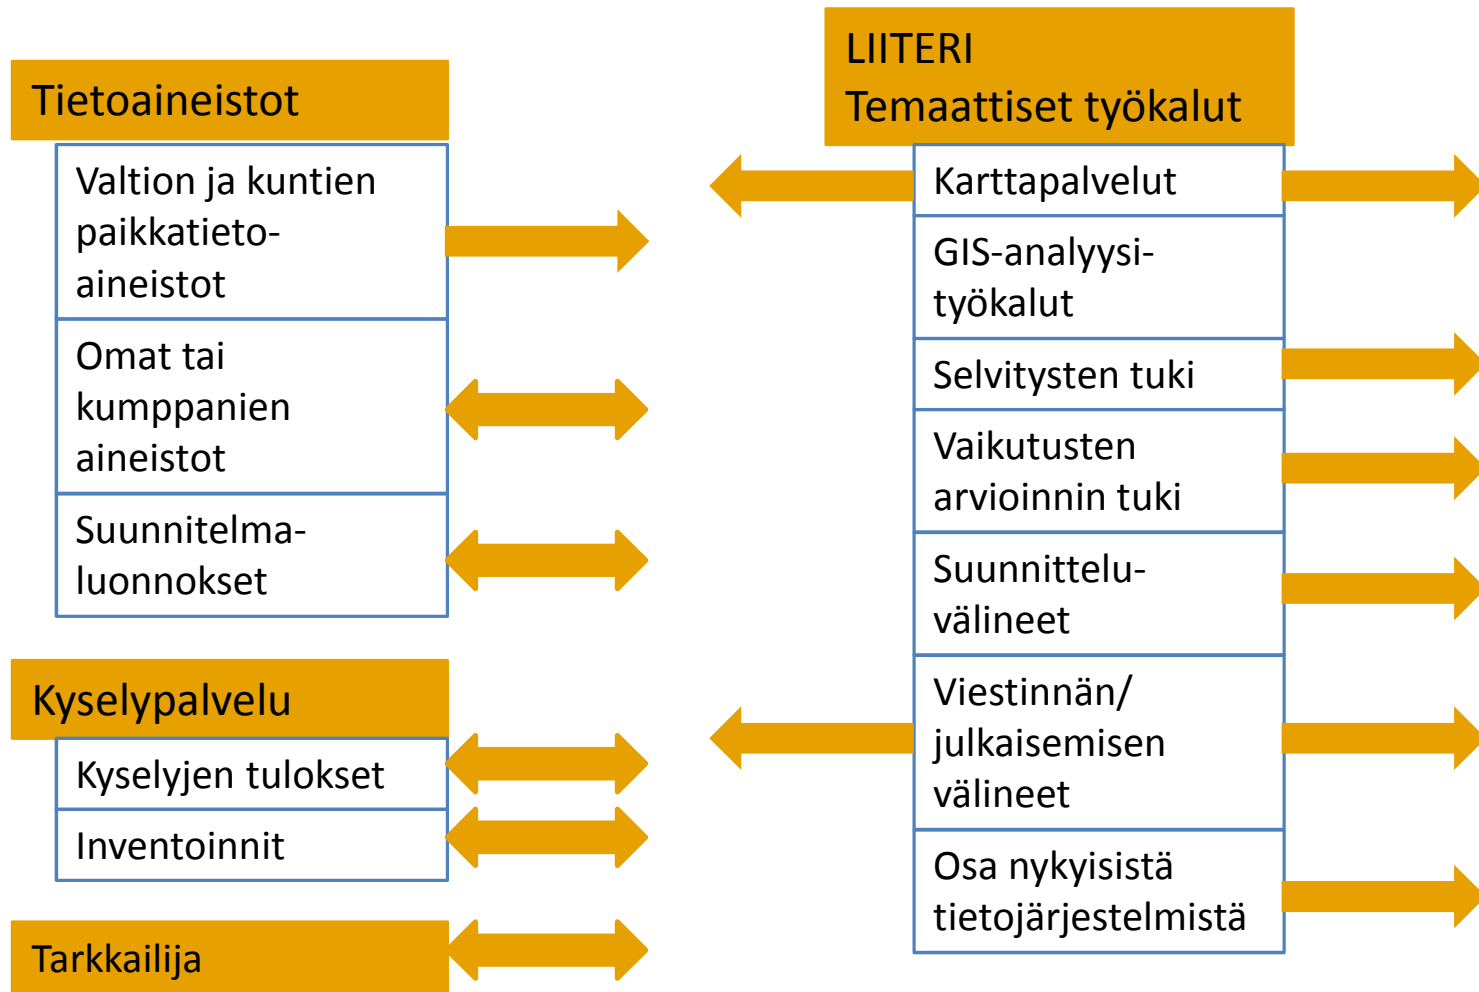 Tietoaineistot
Valtion ja kuntien
paikkatieto-
aineistot
Omat tai
kumppanien
aineistot
Suunnitelma-
luonnokset
Kyselypalvelu
Kyselyjen tulokset
Inventoinnit
Tarkkailija
LIITERI
Temaattiset työkalut
Karttapalvelut
GIS-analyysi-
työkalut
Selvitysten tuki
Vaikutusten
arvioinnin tuki
Suunnittelu-
välineet
Viestinnän/
julkaisemisen
välineet
Osa nykyisistä
tietojärjestelmistä